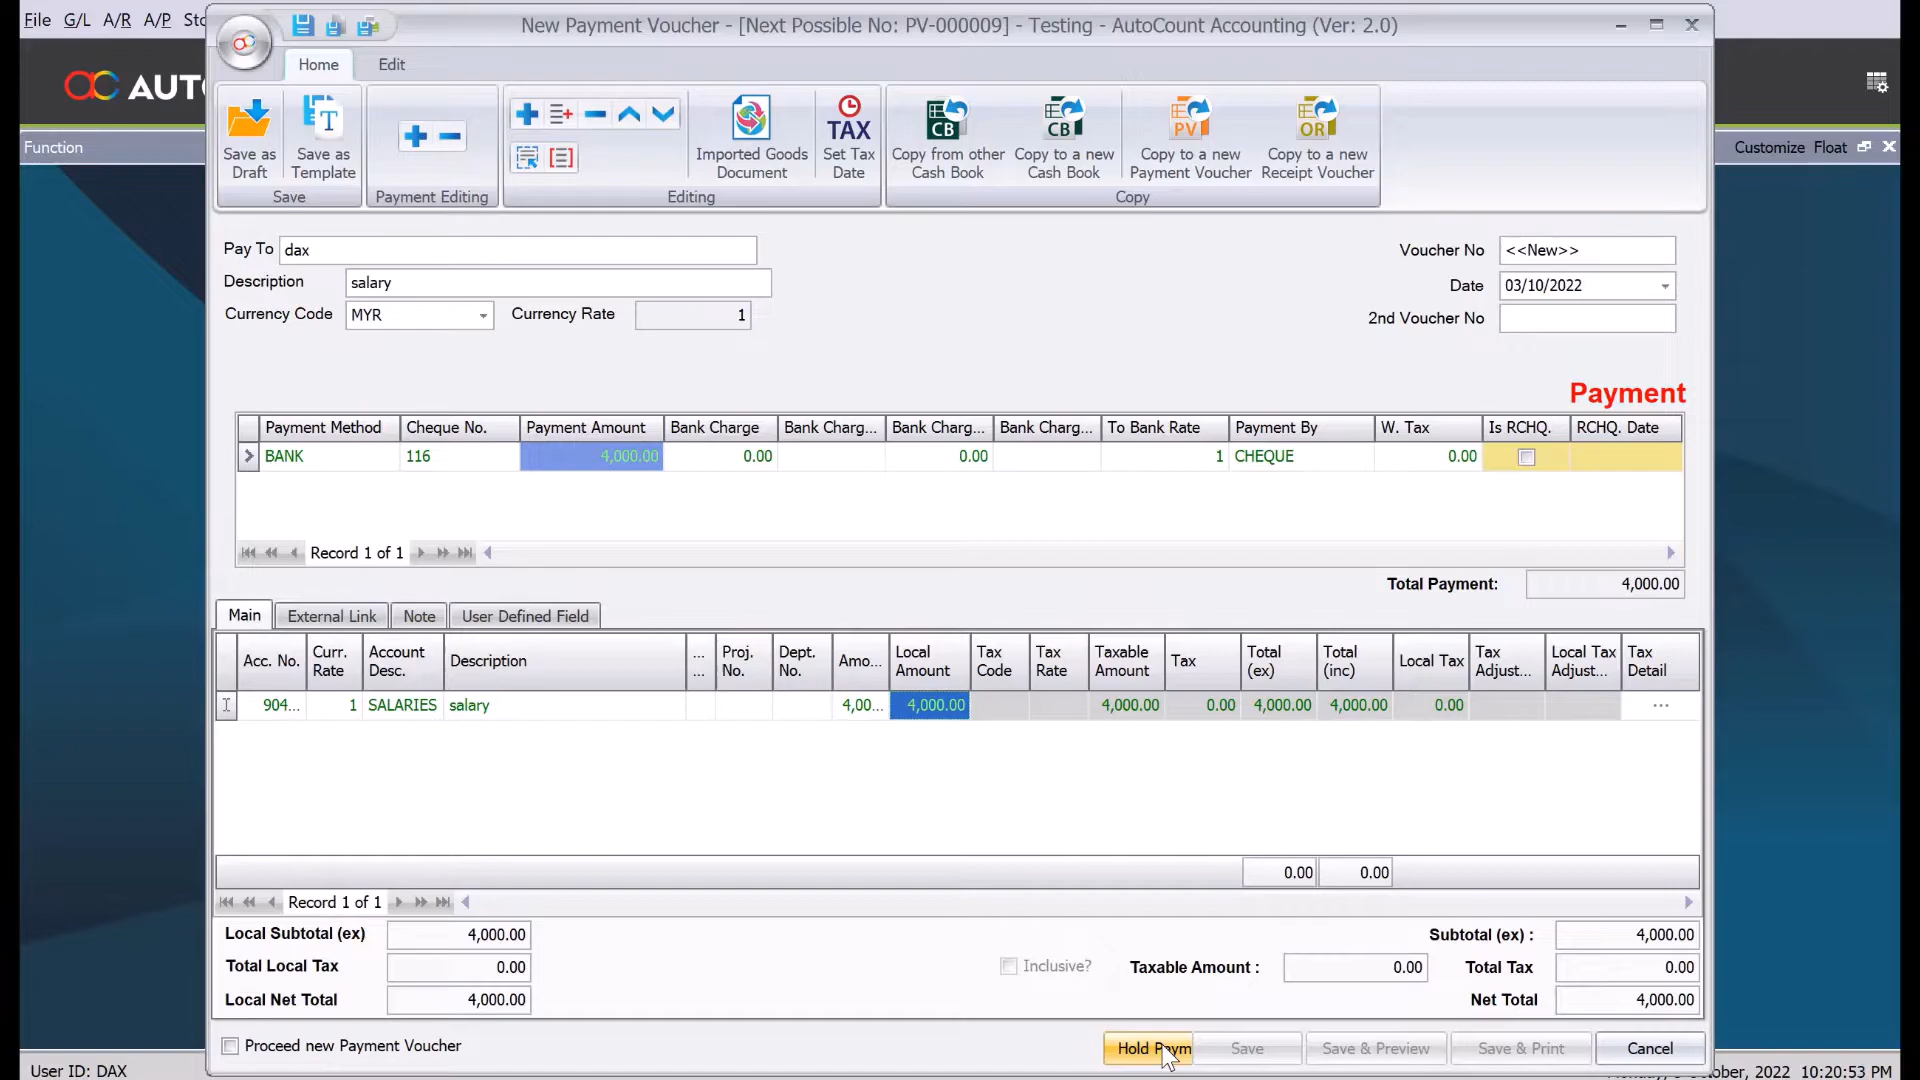 File G/L A/R A/P
New Payment Voucher - [Next Possible No: PV-000009] - Testing - AutoCount Accounting (Ver: 2.0)
Home Edit
AUTO
Save as Draft
Save as Template
Imported Goods Document
TAX
Set Tax Date
CB
Copy from other Cash Book
CB
Copy to a new Cash Book
PV
Copy to a new Payment Voucher
OR
Copy to a new Receipt Voucher
Save Payment Editing Editing Copy
Function
Customize Float
Pay To dax
Voucher No <<New>>
Description salary
Date 03/10/2022
Currency Code MYR Currency Rate 1
2nd Voucher No
Payment
Payment Method Cheque No. Payment Amount Bank Charge Bank Charg... Bank Charg... Bank Charg... To Bank Rate Payment By W. Tax Is RCHQ. RCHQ. Date
BANK 116 4,000.00 0.00 0.00 1 CHEQUE 0.00
Record 1 of 1
Total Payment: 4,000.00
Main External Link Note User Defined Field
Acc. No. Curr. Rate Account Desc. Description ... ... Proj. No. Dept. No. Amo... Local Amount Tax Code Tax Rate Taxable Amount Tax Total (ex) Total (inc) Local Tax Tax Adjust... Local Tax Adjust... Tax Detail
904... 1 SALARIES salary 4,00... 4,000.00 4,000.00 0.00 4,000.00 4,000.00 0.00 ...
0.00 0.00
Record 1 of 1
Local Subtotal (ex) 4,000.00 Subtotal (ex) : 4,000.00
Total Local Tax 0.00 Inclusive? Taxable Amount : 0.00 Total Tax 0.00
Local Net Total 4,000.00 Net Total 4,000.00
Proceed new Payment Voucher Hold Paym Save Save & Preview Save & Print Cancel
User ID: DAX 2022 10:20:53 PM